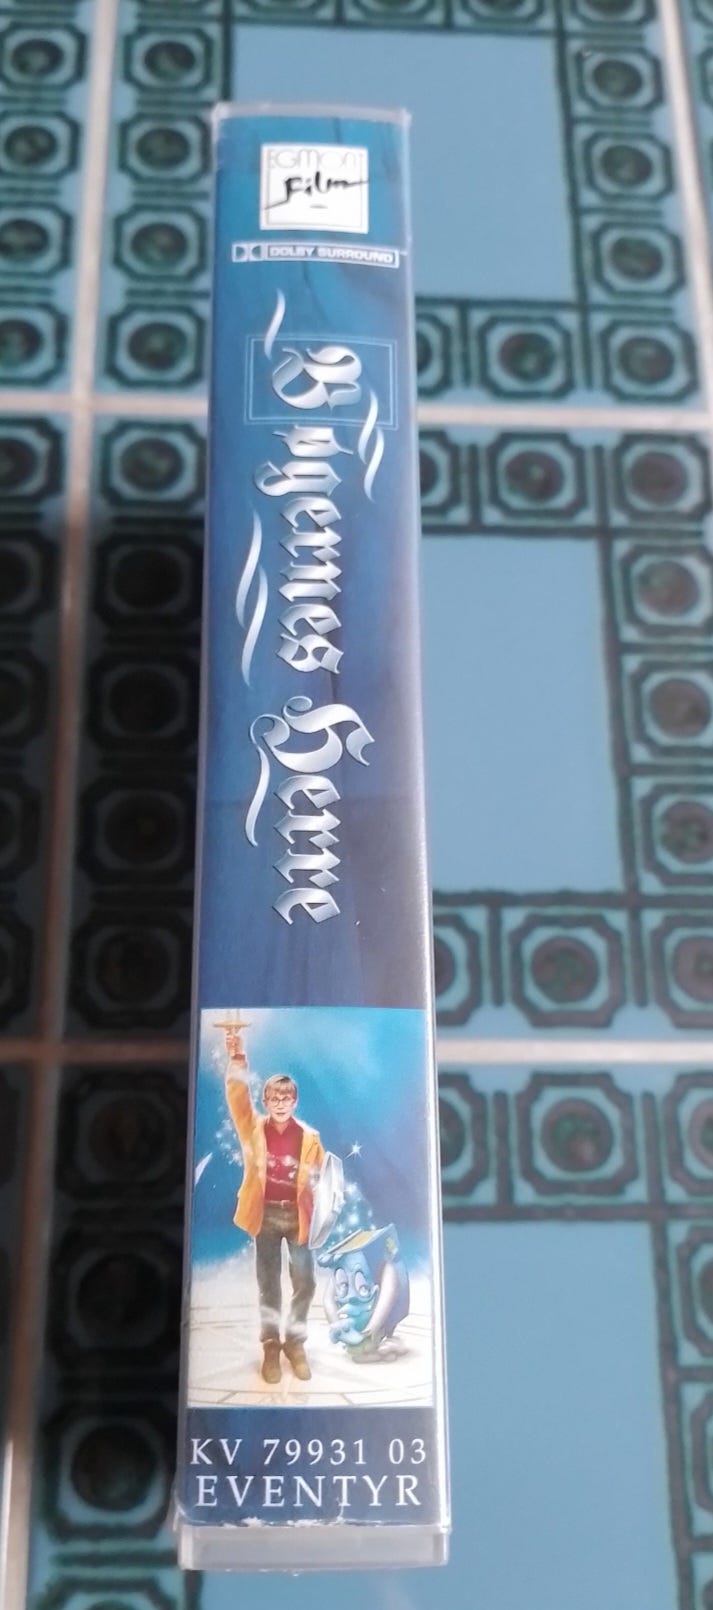 EGMONT
Film
DOLBY SURROUND
Bøgernes Herre
KV 79931 03
EVENTYR